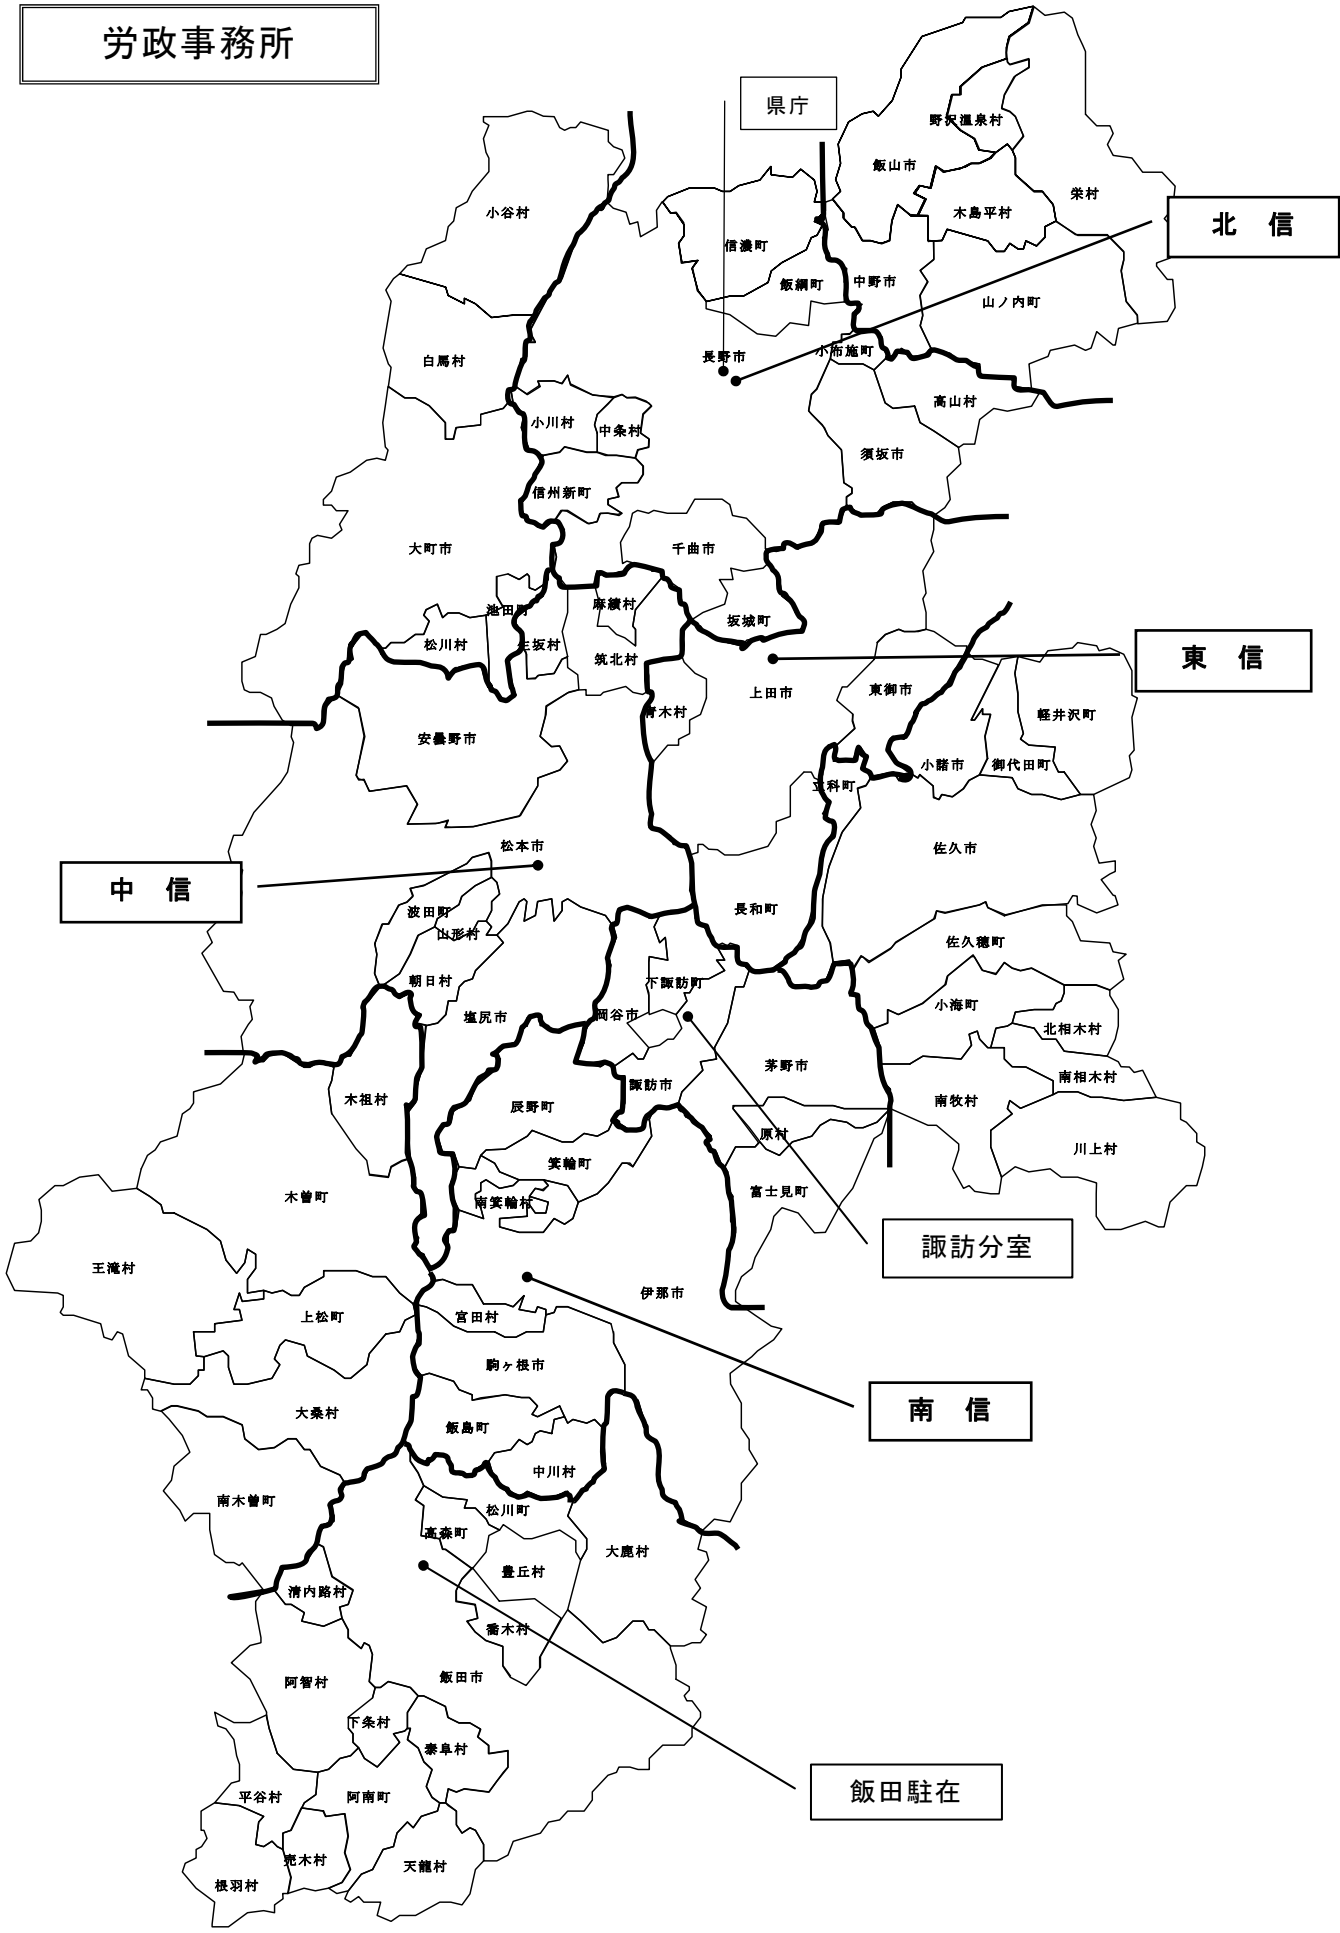 労政事務所
県庁
野沢温泉村
飯山市
栄村
小谷村
木島平村
北 信
信濃町
飯綱町
中野市
山ノ内町
白馬村
長野市
小布施町
高山村
小川村
中条村
須坂市
信州新町
大町市
千曲市
池田町
麻績村
坂城町
松川村
生坂村
筑北村
東 信
上田市
東御市
青木村
軽井沢町
安曇野市
小諸市
御代田町
立科町
松本市
佐久市
中 信
波田町
長和町
山形村
佐久穂町
朝日村
下諏訪町
小海町
塩尻市
岡谷市
北相木村
茅野市
諏訪市
南相木村
木祖村
辰野町
南牧村
原村
川上村
箕輪町
木曽町
南箕輪村
富士見町
諏訪分室
王滝村
伊那市
上松町
宮田村
駒ヶ根市
南 信
大桑村
飯島町
中川村
南木曽町
松川町
高森町
大鹿村
豊丘村
清内路村
喬木村
飯田市
阿智村
下条村
泰阜村
飯田駐在
平谷村
阿南町
売木村
天龍村
根羽村